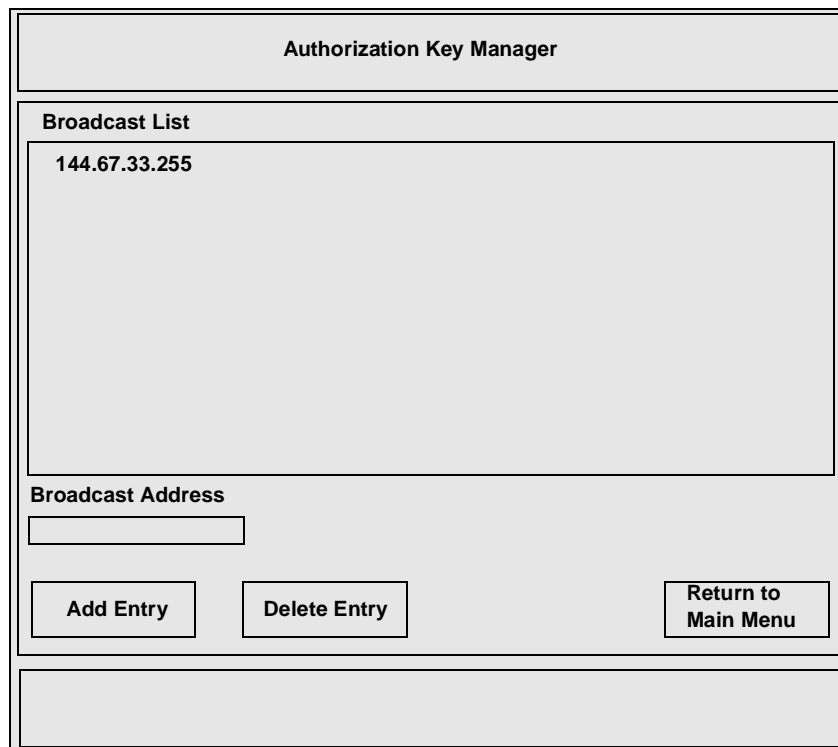 Authorization Key Manager
Broadcast List
144.67.33.255
Broadcast Address
Add Entry
Delete Entry
Return to
Main Menu